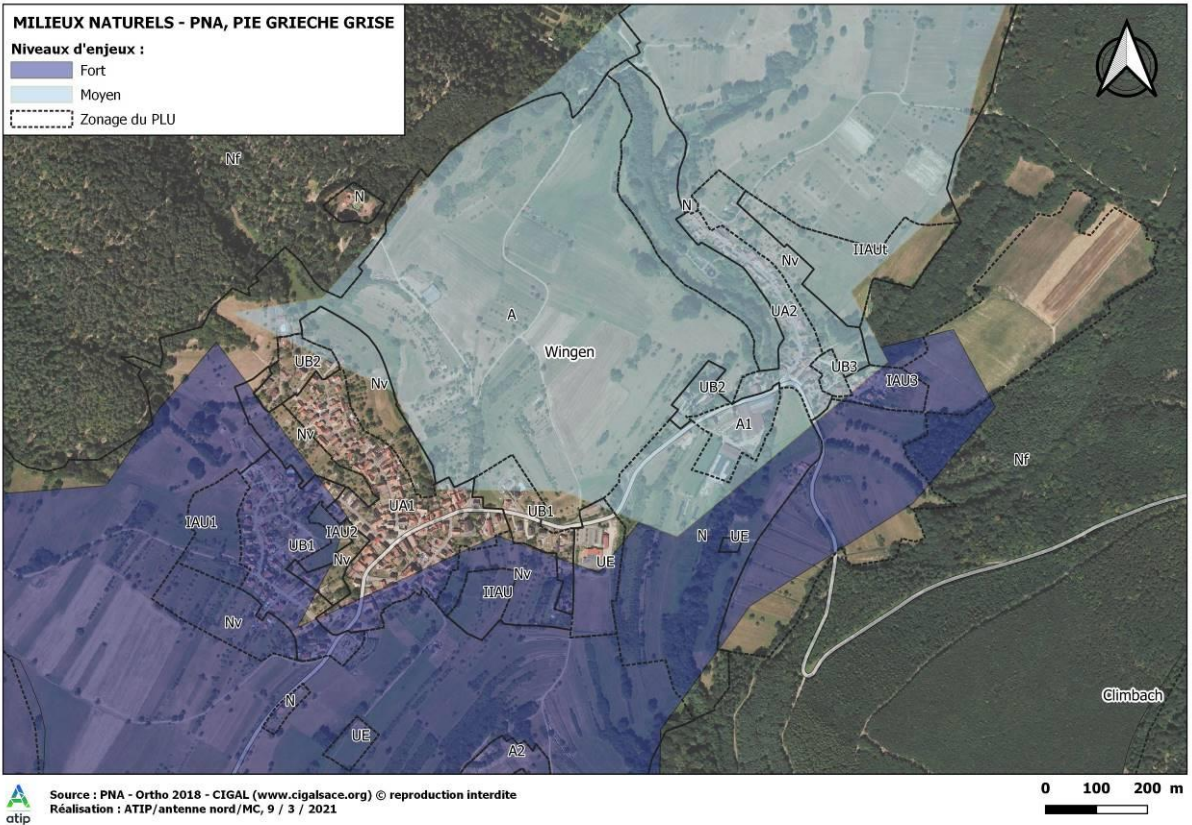 MILIEUX NATURELS - PNA, PIE GRIECHE GRISE
Niveaux d'enjeux :
Fort
Moyen
Zonage du PLU
Nf
N
N
IIAUt
Nv
A
UA2
Wingen
UB2
UB3
Nv
UB2
IAU3
A1
Nv
Nf
UA1
UB1
IAU1
IAU2
N
UE
UB1
Nv
UE
Nv
IIAU
Nv
N
Climbach
UE
A2
atip
Source : PNA - Ortho 2018 - CIGAL (www.cigalsace.org) © reproduction interdite
Réalisation : ATIP/antenne nord/MC, 9 / 3 / 2021
0 100 200 m